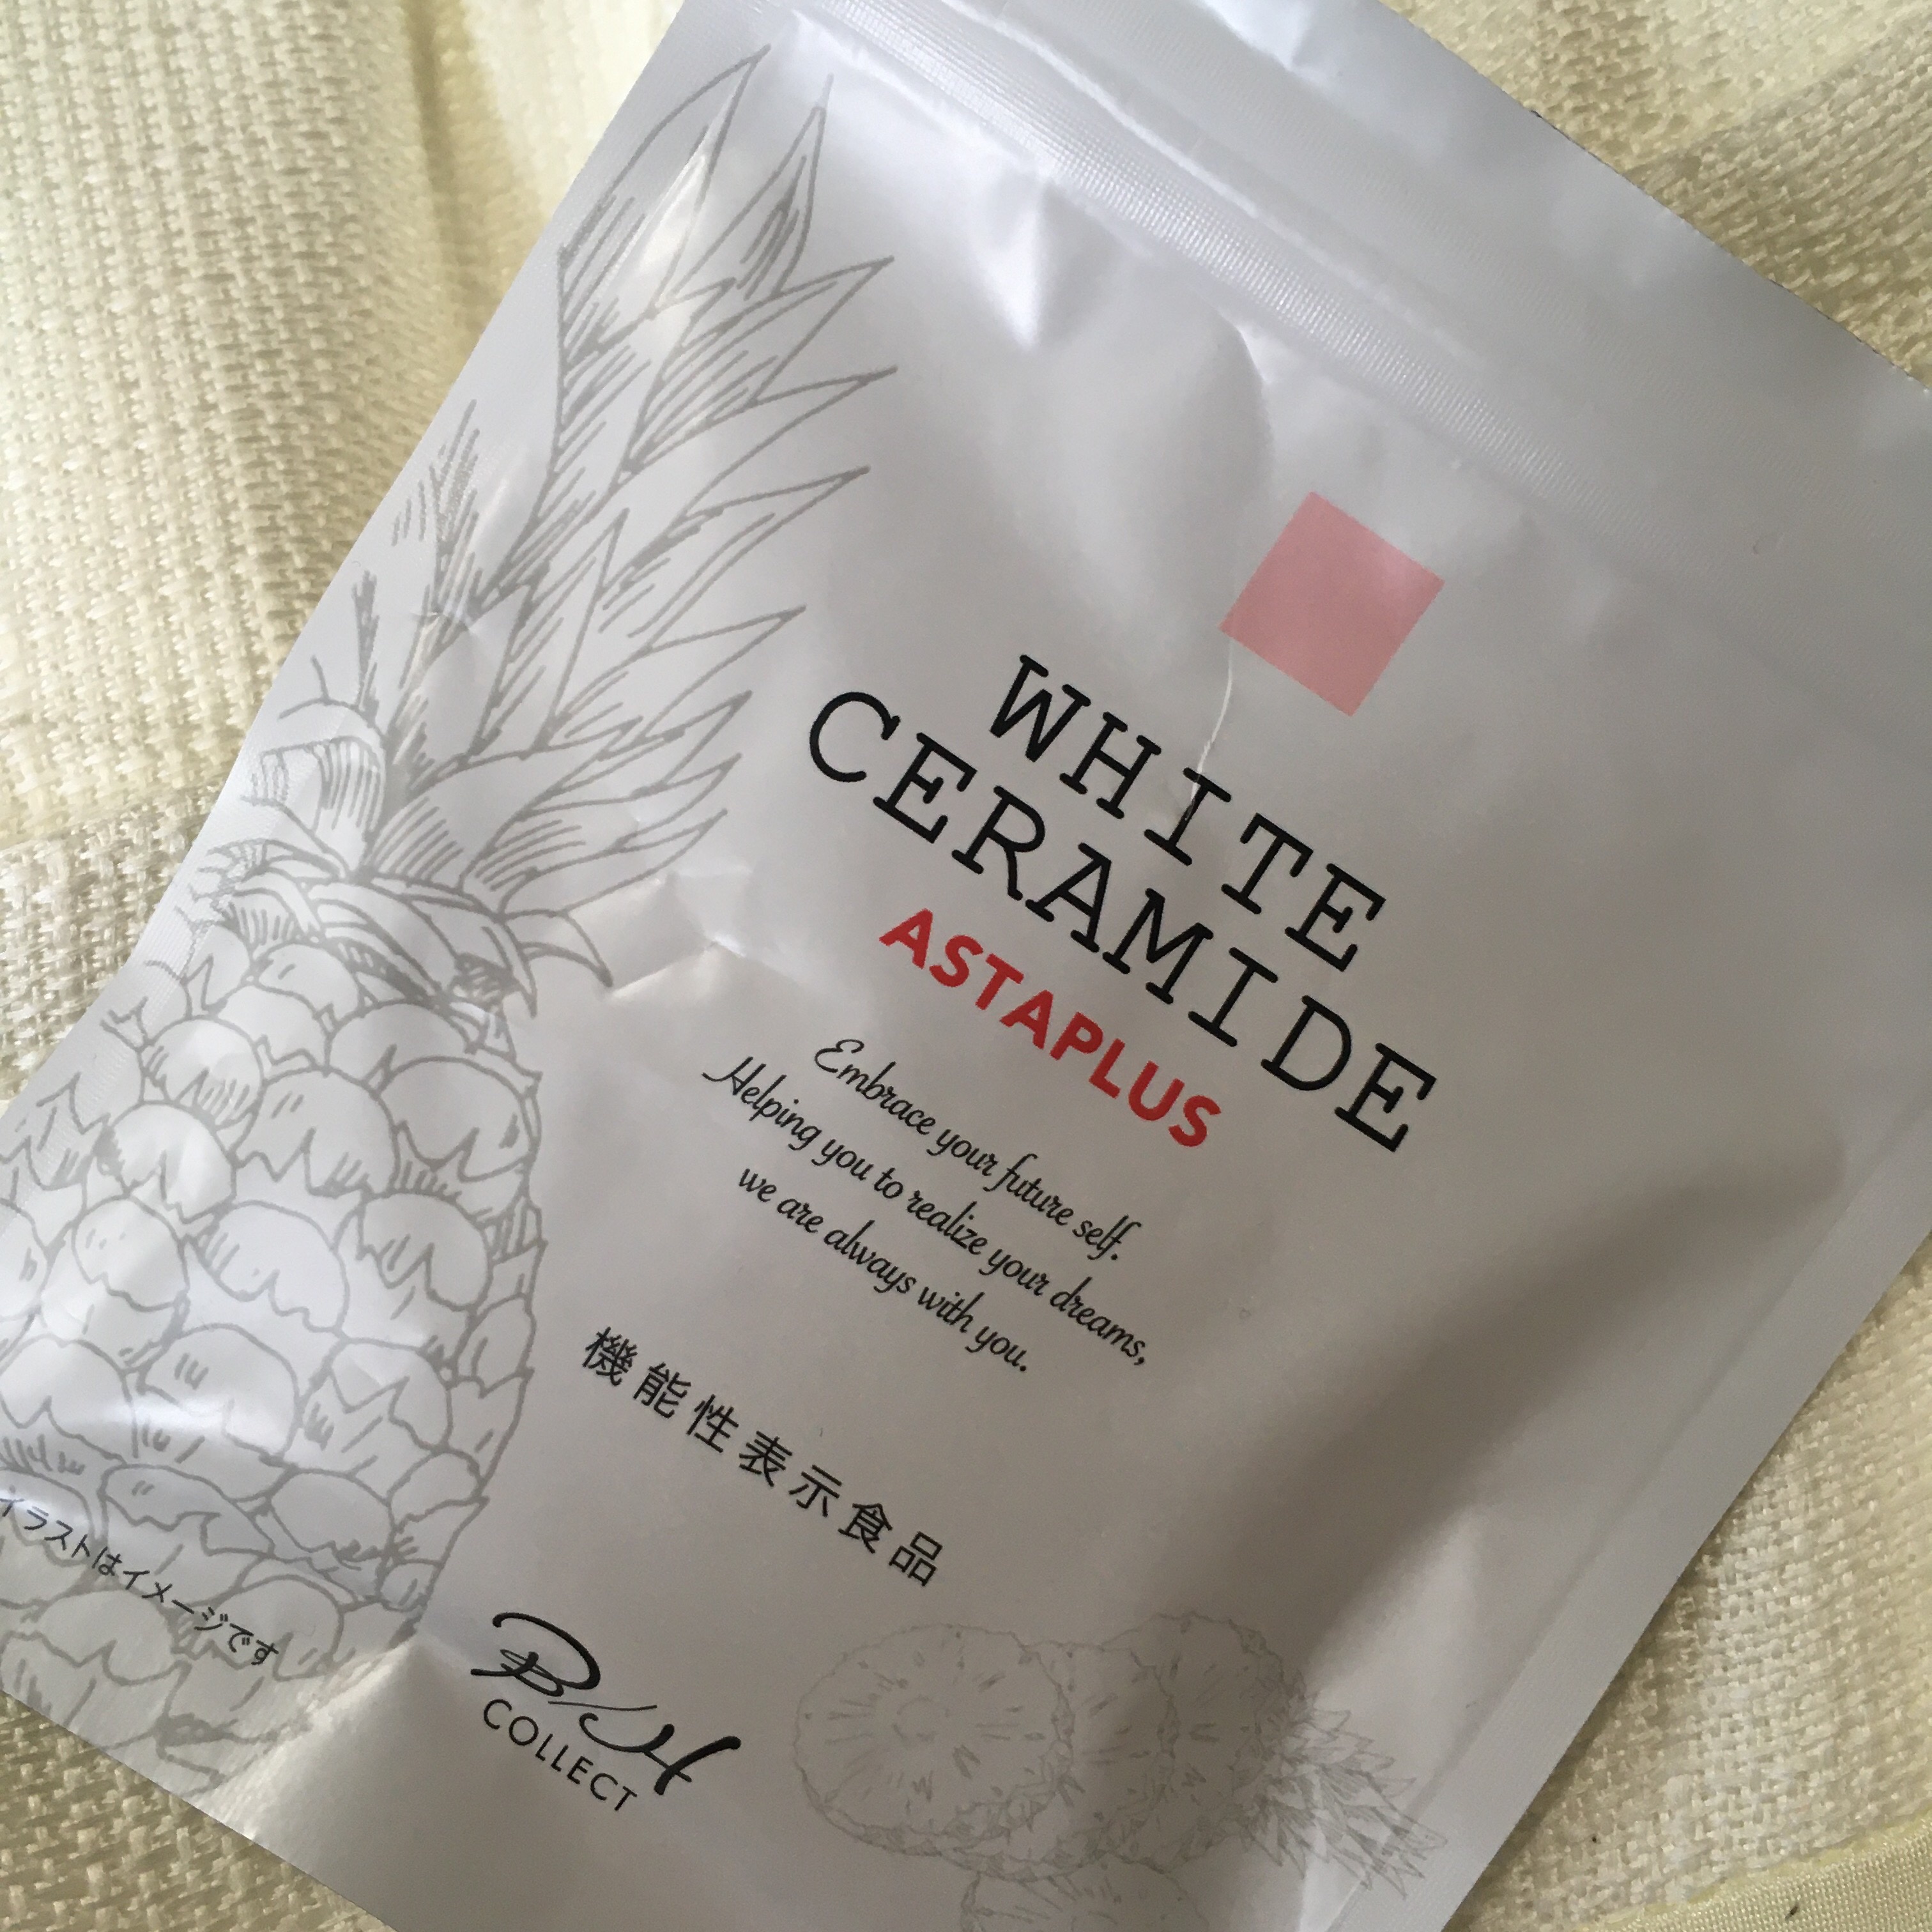 WHITE
CERAMIDE
ASTAPLUS
Embrace your future self.
Helping you to realize your dreams,
we are always with you.
機能性表示食品
イラストはイメージです
BH
COLLECT